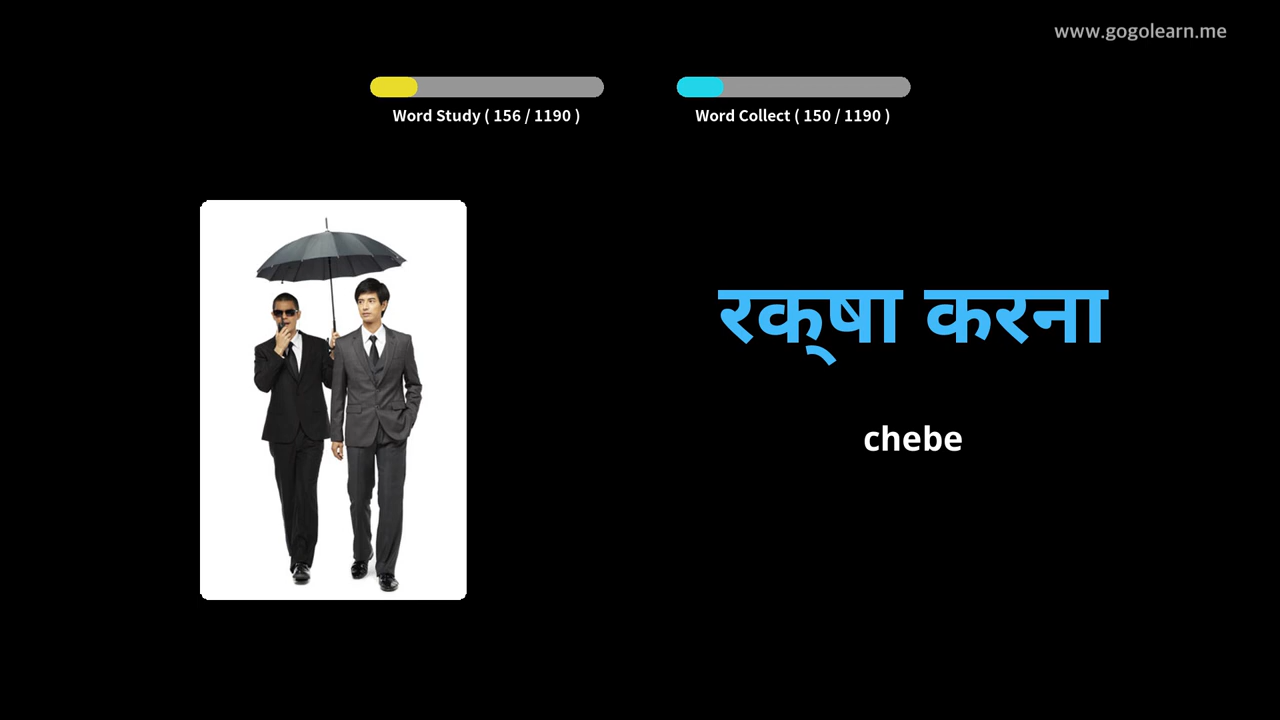 www.gogolearn.me
Word Study ( 156 / 1190 )
Word Collect ( 150 / 1190 )
रक्‌षा करना
chebe